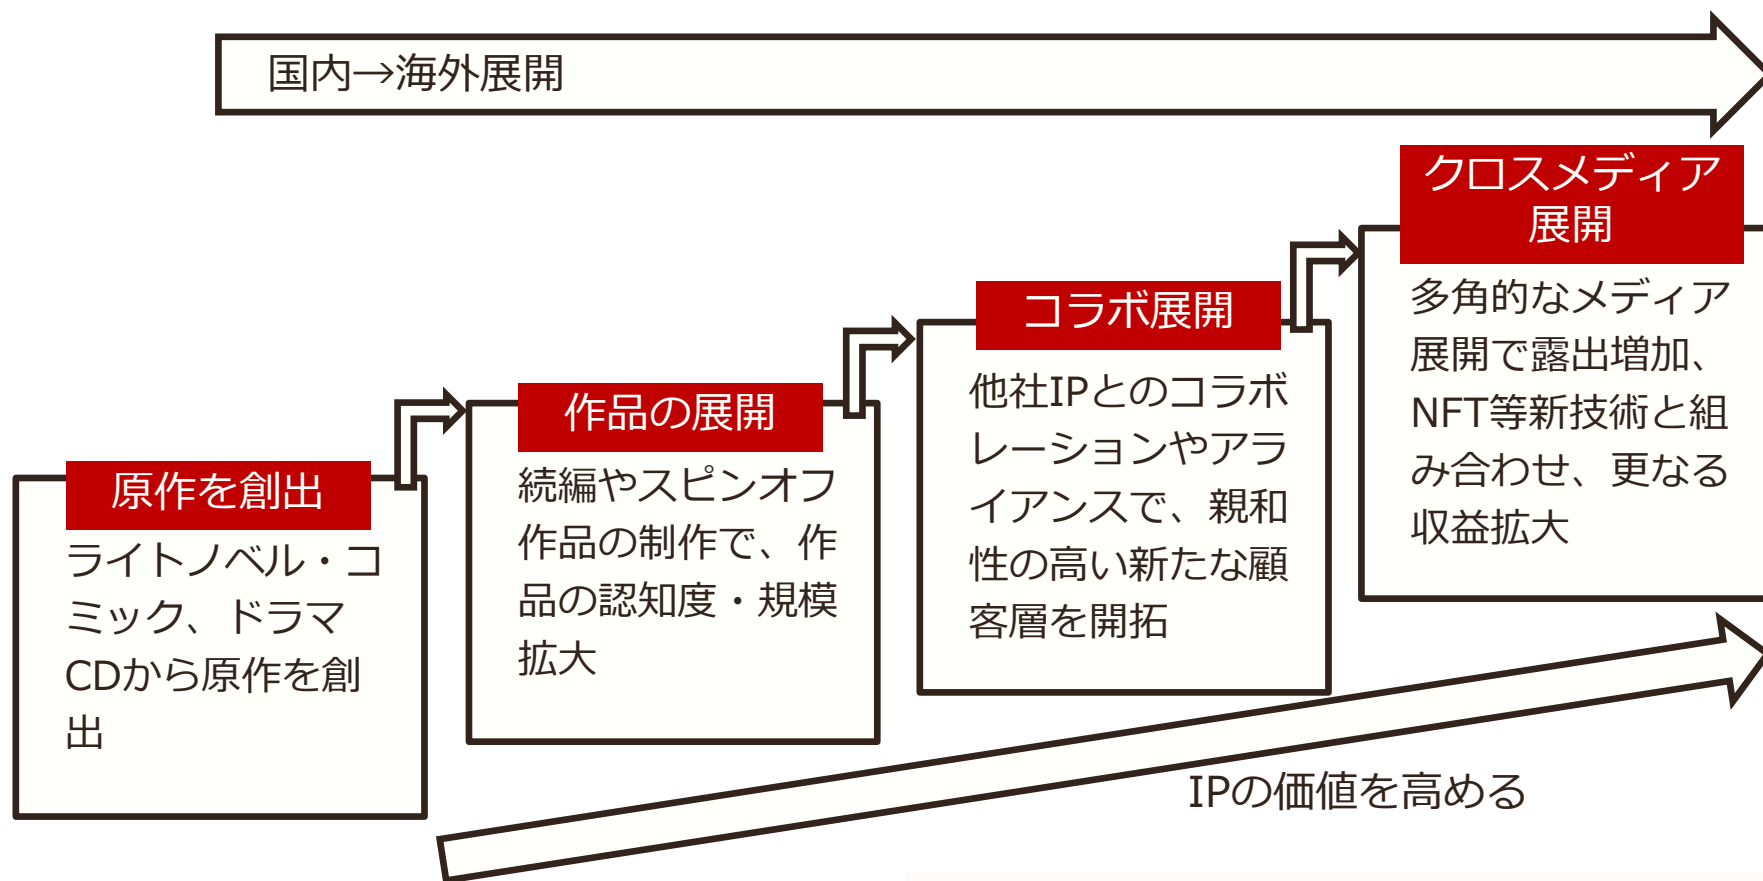 国内→海外展開
原作を創出
ライトノベル・コ
ミック、ドラマ
CDから原作を創
出
作品の展開
続編やスピンオフ
作品の制作で、作
品の認知度・規模
拡大
コラボ展開
他社IPとのコラボ
レーションやアラ
イアンスで、親和
性の高い新たな顧
客層を開拓
クロスメディア
展開
多角的なメディア
展開で露出増加、
NFT等新技術と組
み合わせ、更なる
収益拡大
IPの価値を高める